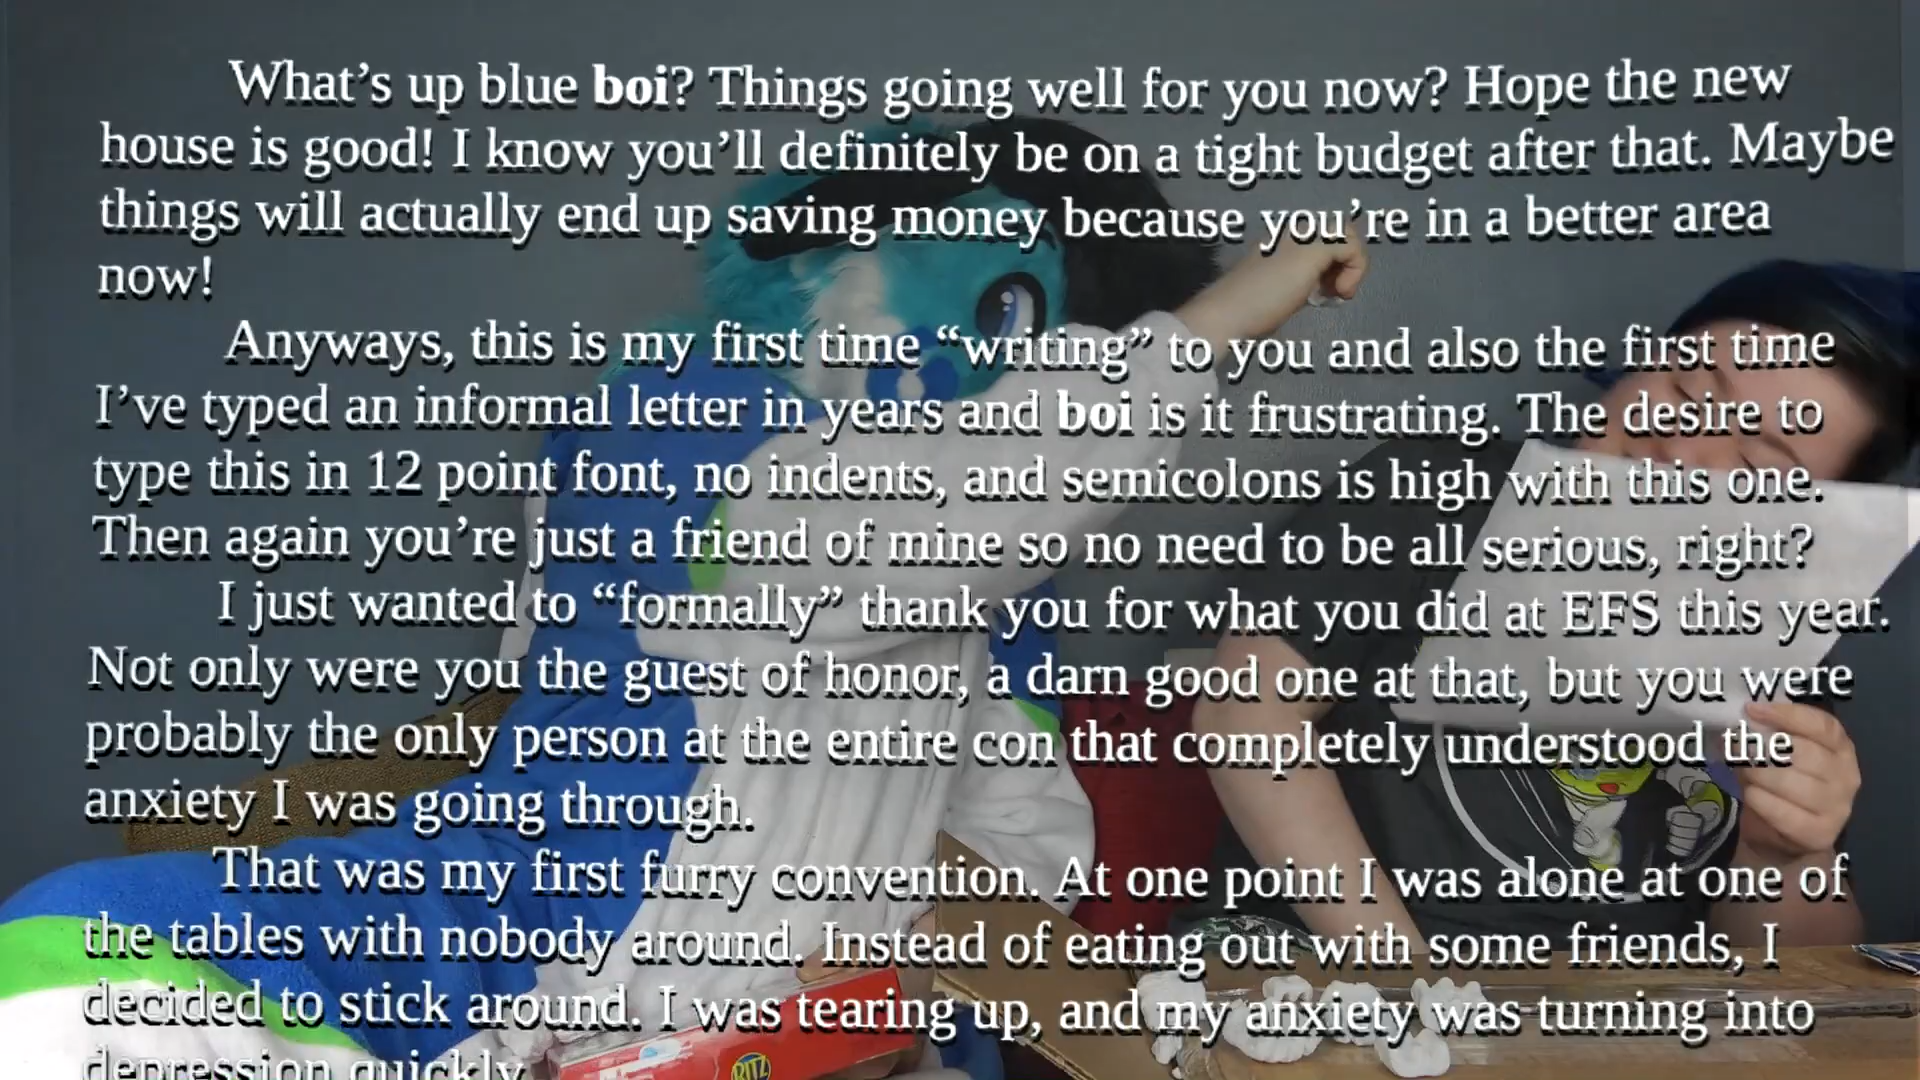 What’s up blue boi? Things going well for you now? Hope the new
house is good! I know you’ll definitely be on a tight budget after that. Maybe
things will actually end up saving money because you’re in a better area
now!
Anyways, this is my first time “writing” to you and also the first time
I’ve typed an informal letter in years and boi is it frustrating. The desire to
type this in 12 point font, no indents, and semicolons is high with this one.
Then again you’re just a friend of mine so no need to be all serious, right?
I just wanted to “formally” thank you for what you did at EFS this year.
Not only were you the guest of honor, a darn good one at that, but you were
probably the only person at the entire con that completely understood the
anxiety I was going through.
That was my first furry convention. At one point I was alone at one of
the tables with nobody around. Instead of eating out with some friends, I
decided to stick around. I was tearing up, and my anxiety was turning into
depression quickly.
RITZ